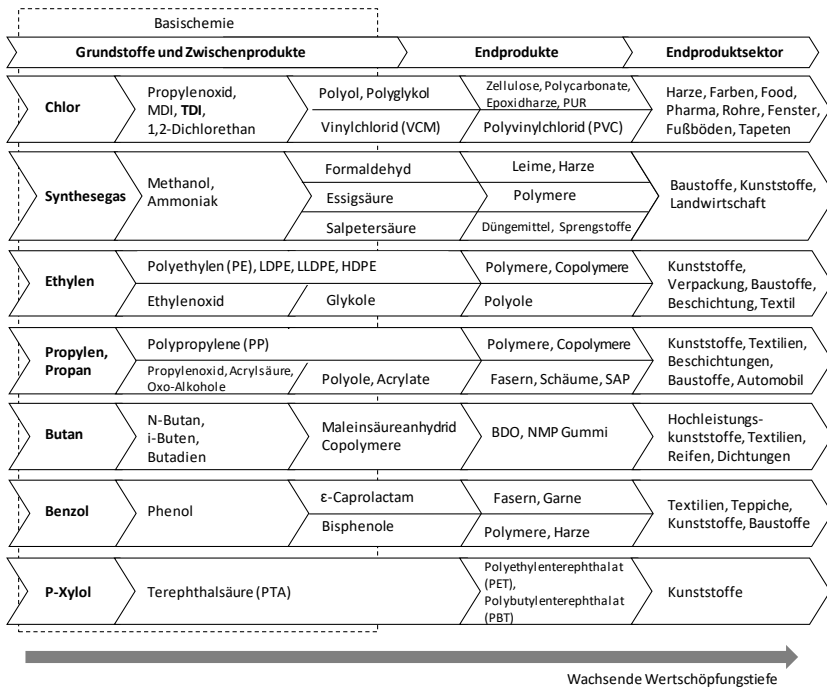 Basischemie
Grundstoffe und Zwischenprodukte
Endprodukte
Endproduktsektor
Chlor
Propylenoxid,
MDI, TDI,
1,2-Dichlorethan
Polyol, Polyglykol
Vinylchlorid (VCM)
Zellulose, Polycarbonate,
Epoxidharze, PUR
Polyvinylchlorid (PVC)
Harze, Farben, Food,
Pharma, Rohre, Fenster,
Fußböden, Tapeten
Synthesegas
Methanol,
Ammoniak
Formaldehyd
Essigsäure
Salpetersäure
Leime, Harze
Polymere
Düngemittel, Sprengstoffe
Baustoffe, Kunststoffe,
Landwirtschaft
Ethylen
Polyethylen (PE), LDPE, LLDPE, HDPE
Ethylenoxid
Glykole
Polymere, Copolymere
Polyole
Kunststoffe,
Verpackung, Baustoffe,
Beschichtung, Textil
Propylen,
Propan
Polypropylene (PP)
Propylenoxid, Acrylsäure,
Oxo-Alkohole
Polyole, Acrylate
Polymere, Copolymere
Fasern, Schäume, SAP
Kunststoffe, Textilien,
Beschichtungen,
Baustoffe, Automobil
Butan
N-Butan,
i-Buten,
Butadien
Maleinsäureanhydrid
Copolymere
BDO, NMP Gummi
Hochleistungs-
kunststoffe, Textilien,
Reifen, Dichtungen
Benzol
Phenol
ε-Caprolactam
Bisphenole
Fasern, Garne
Polymere, Harze
Textilien, Teppiche,
Kunststoffe, Baustoffe
P-Xylol
Terephthalsäure (PTA)
Polyethylenterephthalat
(PET),
Polybutylenterephthalat
(PBT)
Kunststoffe
Wachsende Wertschöpfungstiefe